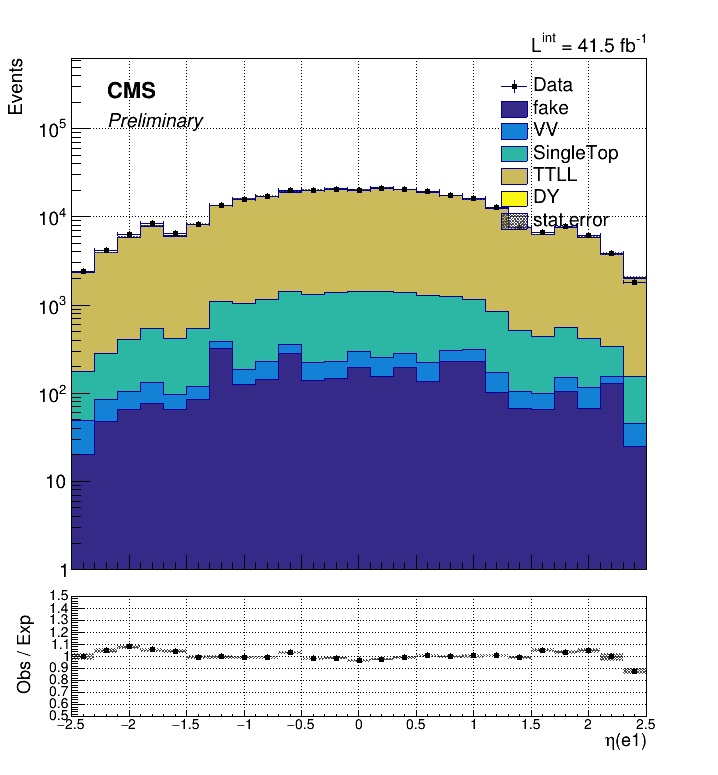 L^int = 41.5 fb^-1
Events
CMS
Preliminary
Data
fake
VV
SingleTop
TTLL
DY
stat.error
10^5
10^4
10^3
10^2
10
1
Obs / Exp
1.5
1.4
1.3
1.2
1.1
1
0.9
0.8
0.7
0.6
0.5
−2.5 −2 −1.5 −1 −0.5 0 0.5 1 1.5 2 2.5
η(e1)